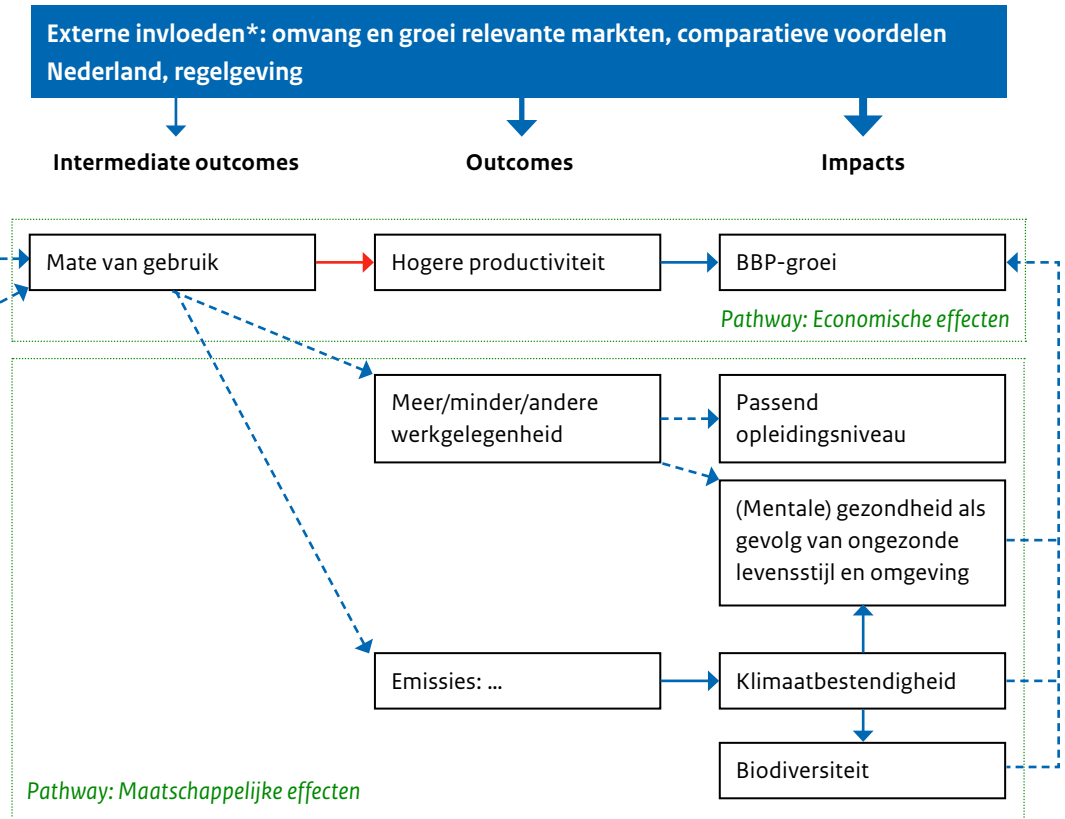 Externe invloeden*: omvang en groei relevante markten, comparatieve voordelen
Nederland, regelgeving
Intermediate outcomes
Outcomes
Impacts
Mate van gebruik
Hogere productiviteit
BBP-groei
Pathway: Economische effecten
Meer/minder/andere
werkgelegenheid
Passend
opleidingsniveau
(Mentale) gezondheid als
gevolg van ongezonde
levensstijl en omgeving
Emissies: ...
Klimaatbestendigheid
Biodiversiteit
Pathway: Maatschappelijke effecten